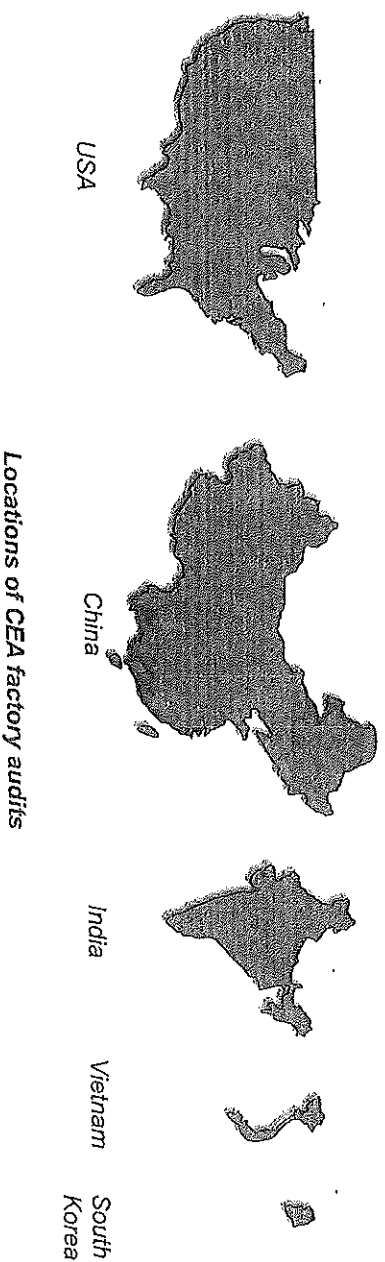 USA
China
India
Vietnam
South
Korea
Locations of CEA factory audits